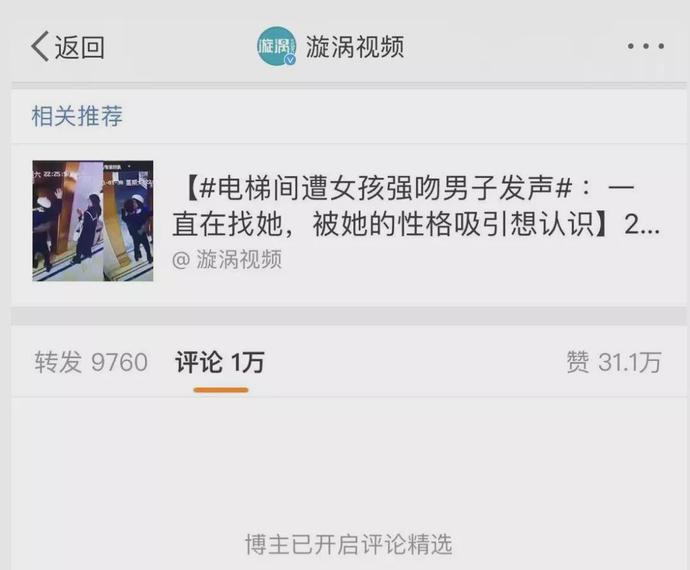 返回
漩涡
漩涡视频
相关推荐
22:25:5
【#电梯间遭女孩强吻男子发声#：一
直在找她，被她的性格吸引想认识】2...
@ 漩涡视频
转发 9760 评论 1万 赞 31.1万
博主已开启评论精选